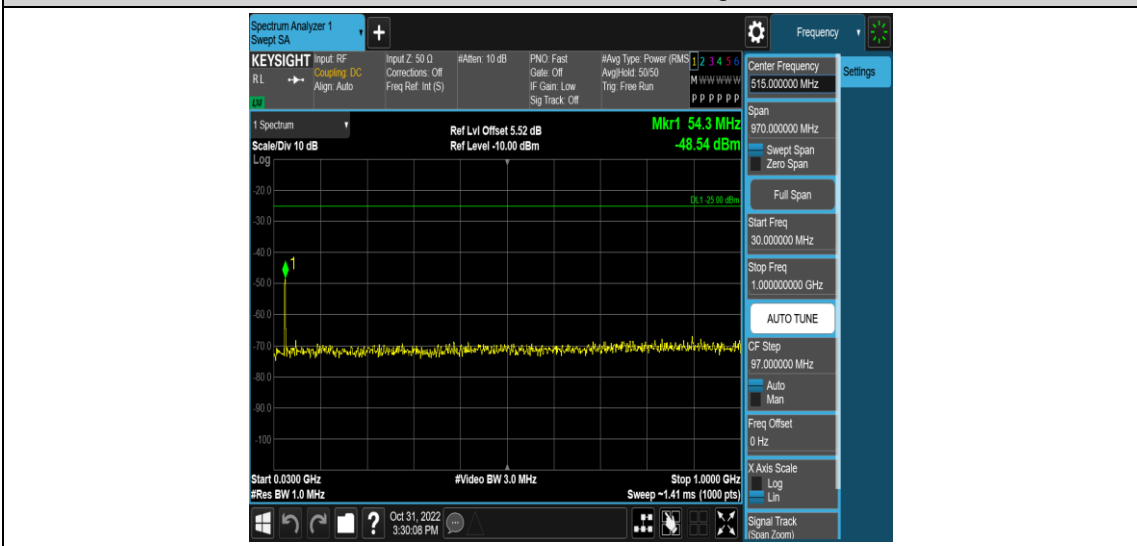 Spectrum Analyzer 1
Swept SA
+
Frequency
KEYSIGHT
RL
LW
Input: RF
Coupling: DC
Align: Auto
Input Z: 50 Ω
Corrections: Off
Freq Ref: Int (S)
#Atten: 10 dB
PNO: Fast
Gate: Off
IF Gain: Low
Sig Track: Off
#Avg Type: Power (RMS
Avg|Hold: 50/50
Trig: Free Run
1 2 3 4 5 6
M W W W W W
P P P P P P
1 Spectrum
Scale/Div 10 dB
Ref Lvl Offset 5.52 dB
Ref Level -10.00 dBm
Mkr1 54.3 MHz
-48.54 dBm
Log
-20.0
DL1 -25.00 dBm
-30.0
-40.0
1
-50.0
-60.0
-70.0
-80.0
-90.0
-100
Start 0.0300 GHz
#Res BW 1.0 MHz
#Video BW 3.0 MHz
Stop 1.0000 GHz
Sweep ~1.41 ms (1000 pts)
?
Oct 31, 2022
3:30:08 PM
Center Frequency
515.000000 MHz
Span
970.000000 MHz
Swept Span
Zero Span
Full Span
Start Freq
30.000000 MHz
Stop Freq
1.000000000 GHz
AUTO TUNE
CF Step
97.000000 MHz
Auto
Man
Freq Offset
0 Hz
X Axis Scale
Log
Lin
Signal Track
(Span Zoom)
Settings